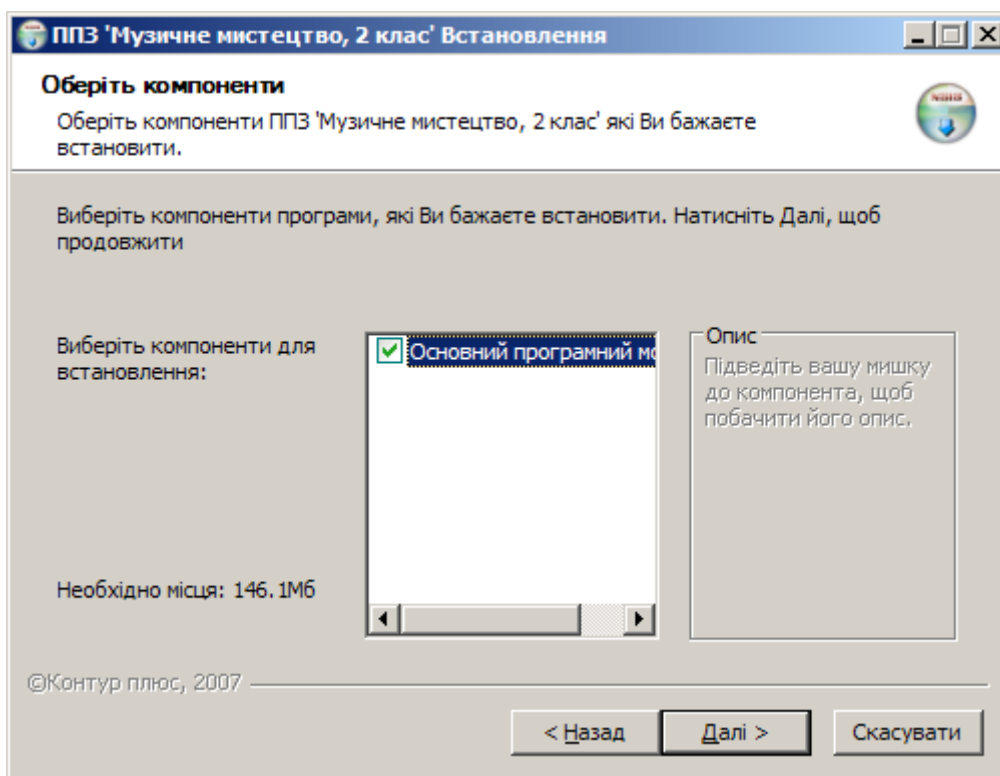 ППЗ 'Музичне мистецтво, 2 клас' Встановлення
Оберіть компоненти
Оберіть компоненти ППЗ 'Музичне мистецтво, 2 клас' які Ви бажаєте
встановити.
Виберіть компоненти програми, які Ви бажаєте встановити. Натисніть Далі, щоб
продовжити
Виберіть компоненти для
встановлення:
Основний програмний мо
Опис
Підведіть вашу мишку
до компонента, щоб
побачити його опис.
Необхідно місця: 146.1Мб
©Контур плюс, 2007
< Назад
Далі >
Скасувати